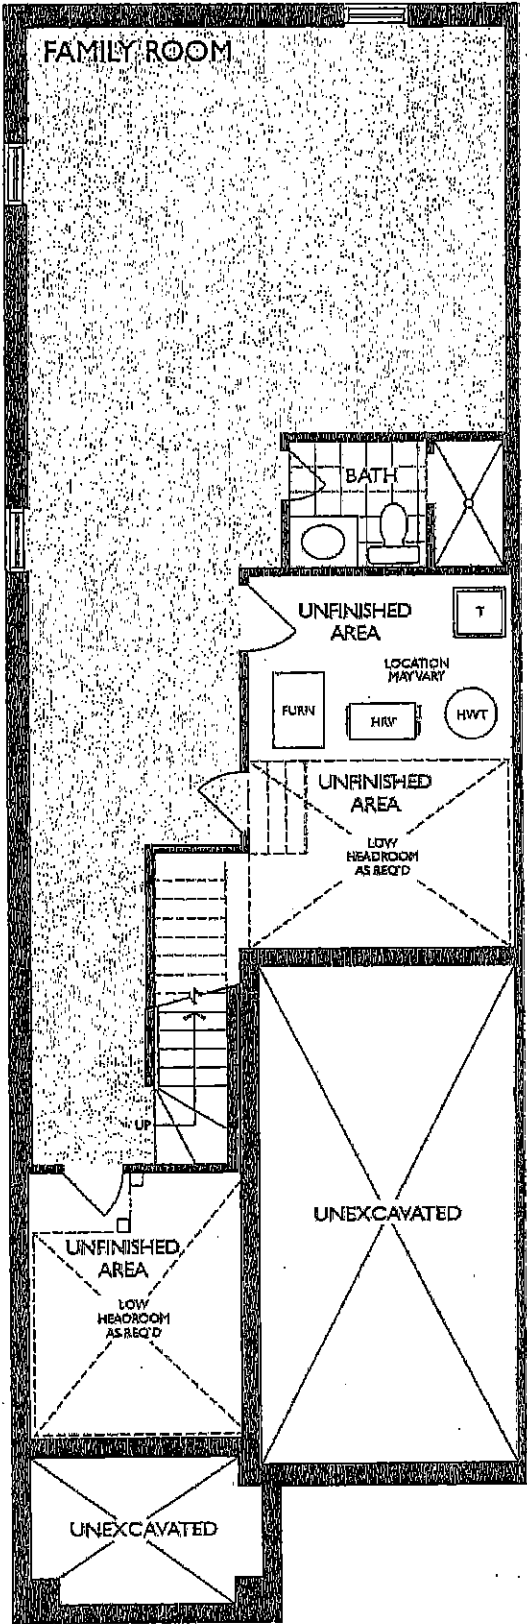 FAMILY ROOM
BATH
UNFINISHED
AREA
T
LOCATION
MAY VARY
FURN
HRV
HWT
UNFINISHED
AREA
LOW
HEADROOM
AS REQ'D
UP
UNEXCAVATED
UNFINISHED
AREA
LOW
HEADROOM
AS REQ'D
UNEXCAVATED